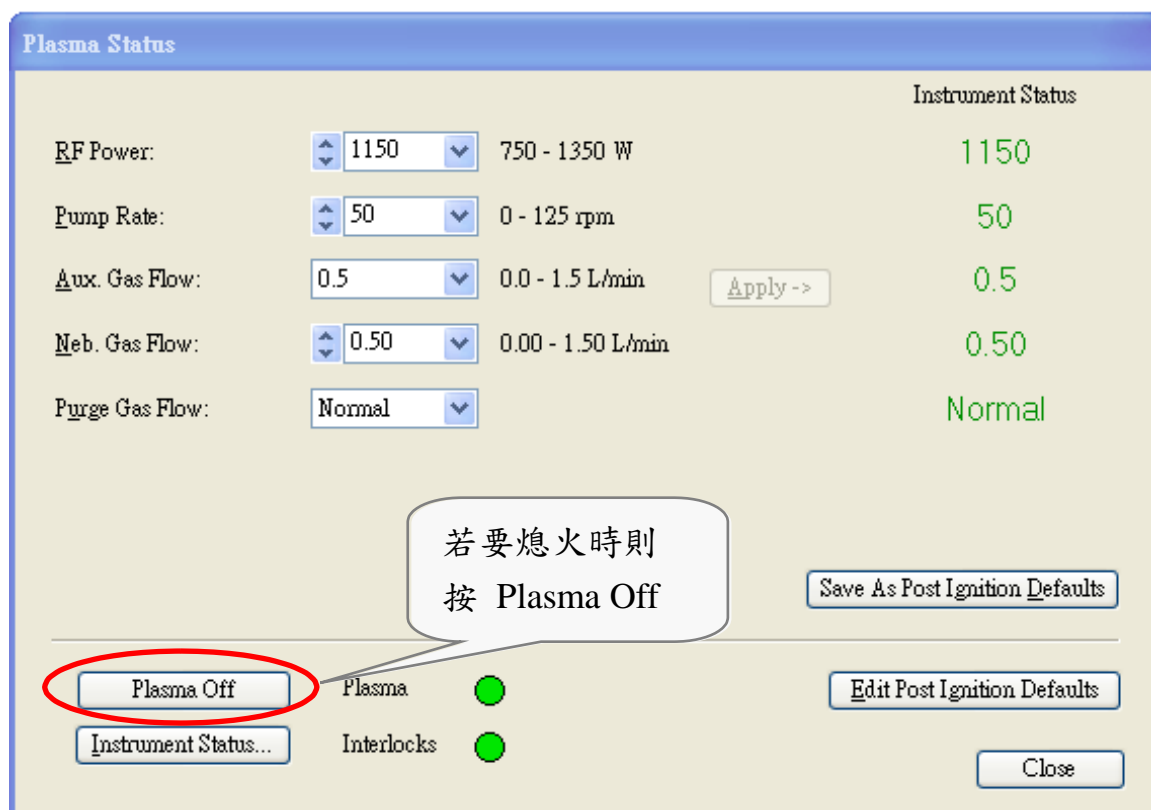 Plasma Status
Instrument Status
RF Power: 1150 750 - 1350 W 1150
Pump Rate: 50 0 - 125 rpm 50
Aux. Gas Flow: 0.5 0.0 - 1.5 L/min Apply -> 0.5
Neb. Gas Flow: 0.50 0.00 - 1.50 L/min 0.50
Purge Gas Flow: Normal Normal
若要熄火時則
按 Plasma Off
Save As Post Ignition Defaults
Plasma Off Plasma Edit Post Ignition Defaults
Instrument Status... Interlocks
Close